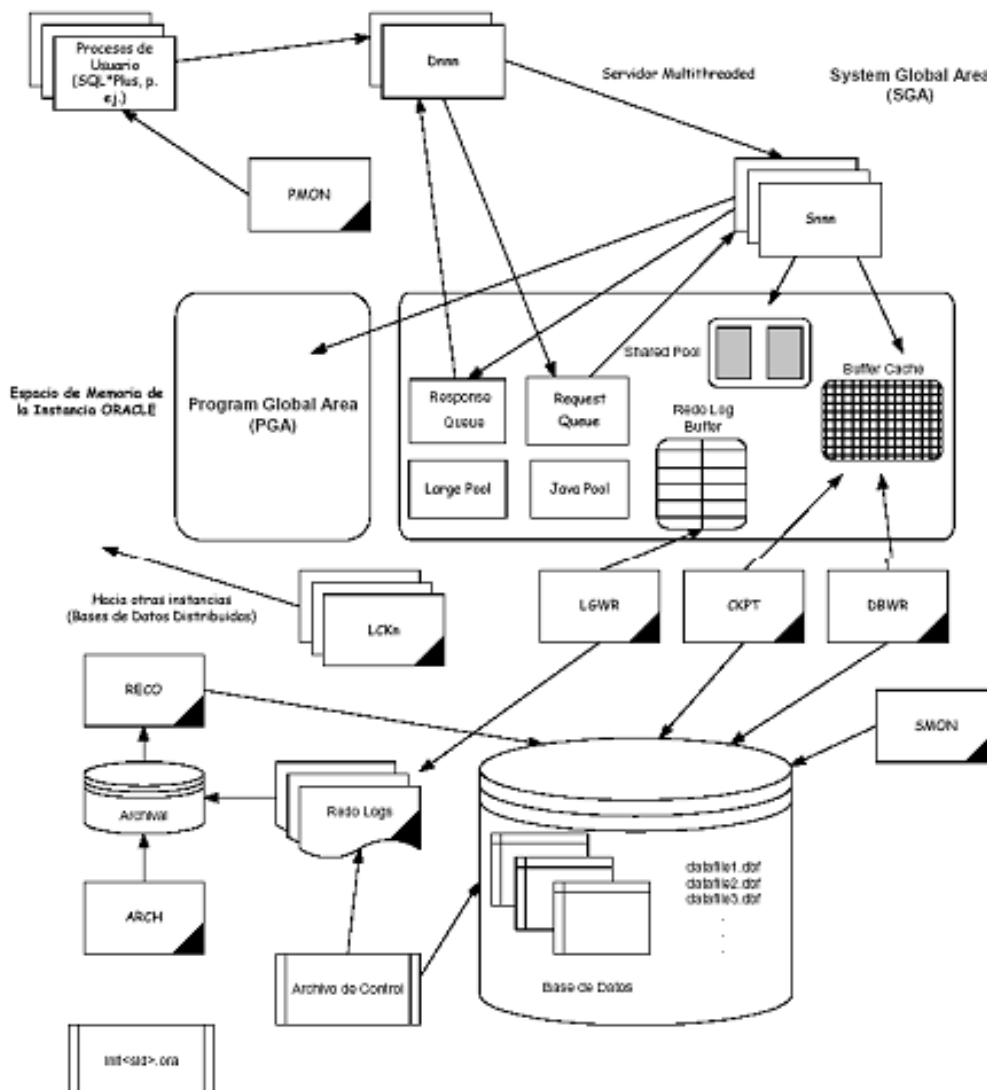 Procesos de
Usuario
(SQL*Plus, p.
ej.)
Dnnn
Servidor Multithreaded
System Global Area
(SGA)
PMON
Snnn
Shared Pool
Buffer Cache
Espacio de Memoria de
la Instancia ORACLE
Program Global Area
(PGA)
Response
Queue
Request
Queue
Redo Log
Buffer
Large Pool
Java Pool
Hacia otras instancias
(Bases de Datos Distribuidas)
LCKn
LGWR
CKPT
DBWR
RECO
SMON
Archival
Redo Logs
datafile1.dbf
datafile2.dbf
datafile3.dbf
.
.
.
ARCH
Archivo de Control
Base de Datos
init<sid>.ora